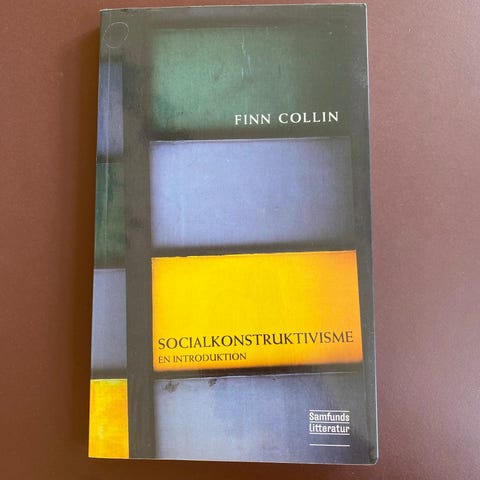 FINN COLLIN
SOCIALKONSTRUKTIVISME
EN INTRODUKTION
Samfunds
litteratur